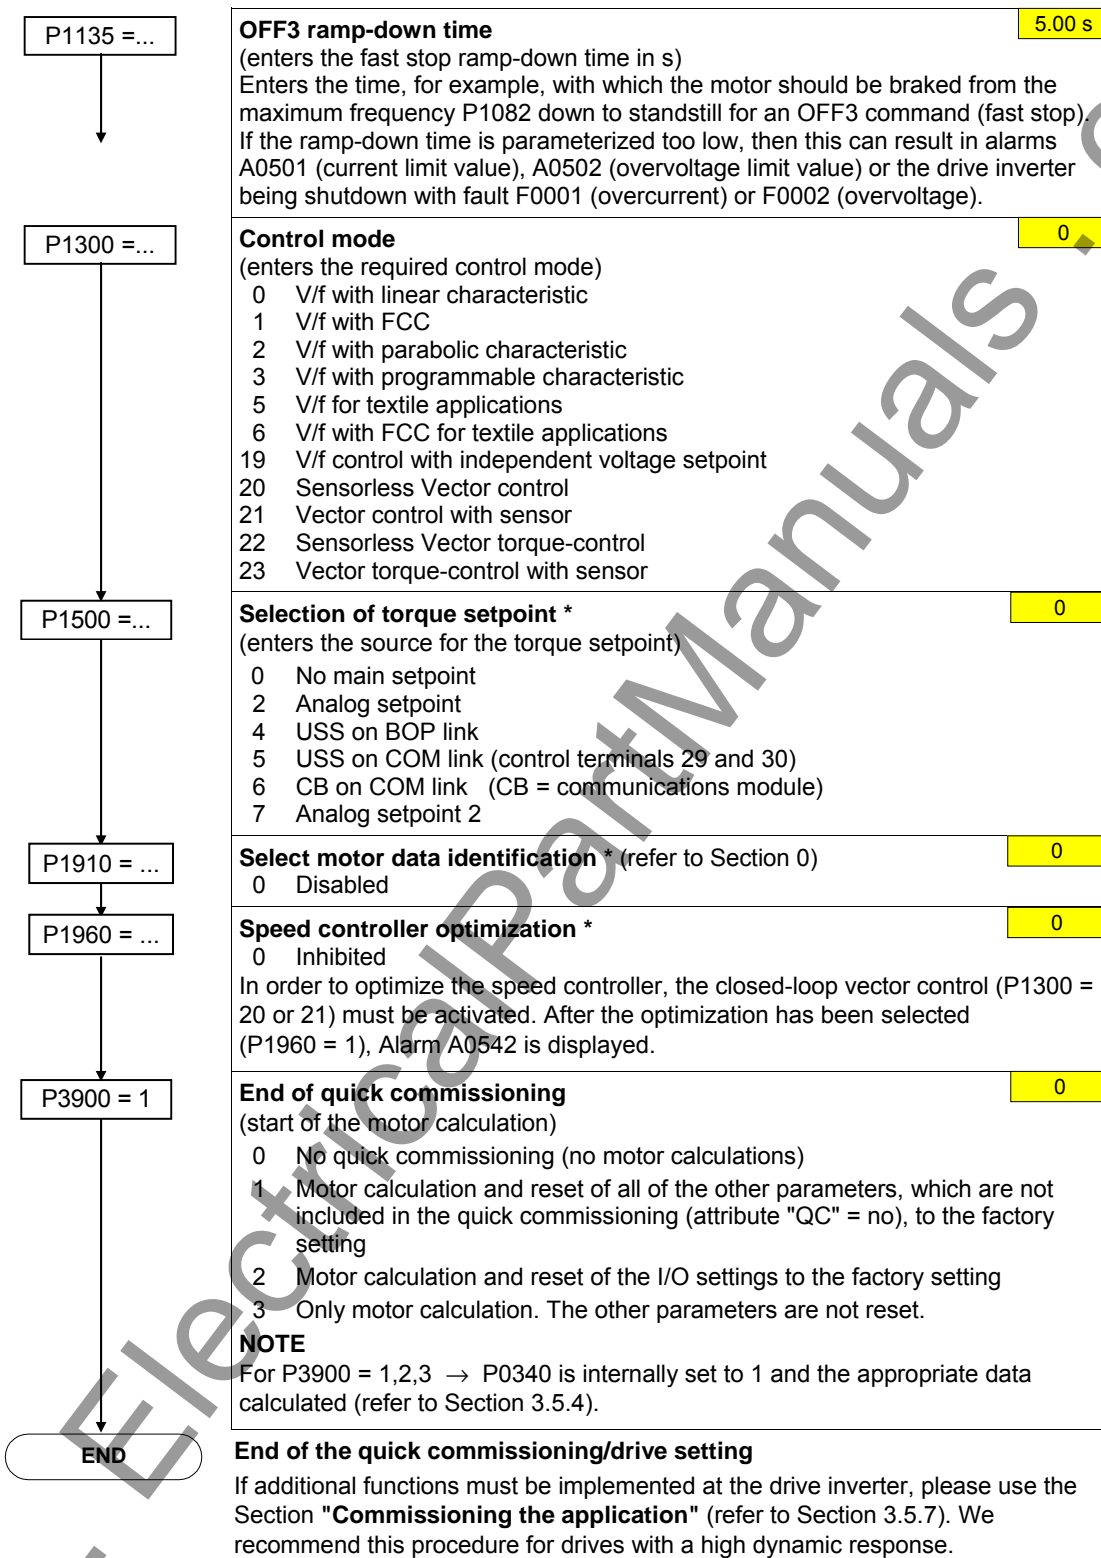 P1135 =...
OFF3 ramp-down time
5.00 s
(enters the fast stop ramp-down time in s)
Enters the time, for example, with which the motor should be braked from the
maximum frequency P1082 down to standstill for an OFF3 command (fast stop).
If the ramp-down time is parameterized too low, then this can result in alarms
A0501 (current limit value), A0502 (overvoltage limit value) or the drive inverter
being shutdown with fault F0001 (overcurrent) or F0002 (overvoltage).
P1300 =...
Control mode
0
(enters the required control mode)
0 V/f with linear characteristic
1 V/f with FCC
2 V/f with parabolic characteristic
3 V/f with programmable characteristic
5 V/f for textile applications
6 V/f with FCC for textile applications
19 V/f control with independent voltage setpoint
20 Sensorless Vector control
21 Vector control with sensor
22 Sensorless Vector torque-control
23 Vector torque-control with sensor
P1500 =...
Selection of torque setpoint *
0
(enters the source for the torque setpoint)
0 No main setpoint
2 Analog setpoint
4 USS on BOP link
5 USS on COM link (control terminals 29 and 30)
6 CB on COM link (CB = communications module)
7 Analog setpoint 2
P1910 = ...
Select motor data identification * (refer to Section 0)
0
0 Disabled
P1960 = ...
Speed controller optimization *
0
0 Inhibited
In order to optimize the speed controller, the closed-loop vector control (P1300 =
20 or 21) must be activated. After the optimization has been selected
(P1960 = 1), Alarm A0542 is displayed.
P3900 = 1
End of quick commissioning
0
(start of the motor calculation)
0 No quick commissioning (no motor calculations)
1 Motor calculation and reset of all of the other parameters, which are not
included in the quick commissioning (attribute "QC" = no), to the factory
setting
2 Motor calculation and reset of the I/O settings to the factory setting
3 Only motor calculation. The other parameters are not reset.
NOTE
For P3900 = 1,2,3 → P0340 is internally set to 1 and the appropriate data
calculated (refer to Section 3.5.4).
END
End of the quick commissioning/drive setting
If additional functions must be implemented at the drive inverter, please use the
Section "Commissioning the application" (refer to Section 3.5.7). We
recommend this procedure for drives with a high dynamic response.
ElectricalPartManuals .